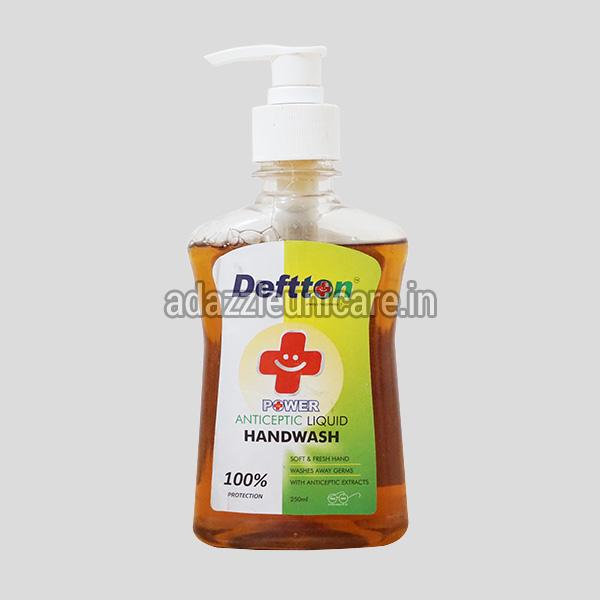 Deftton
adazzleunicare.in
POWER
ANTICEPTIC LIQUID
HANDWASH
SOFT & FRESH HAND
WASHES AWAY GERMS
WITH ANTICEPTIC EXTRACTS
100%
PROTECTION
250ml